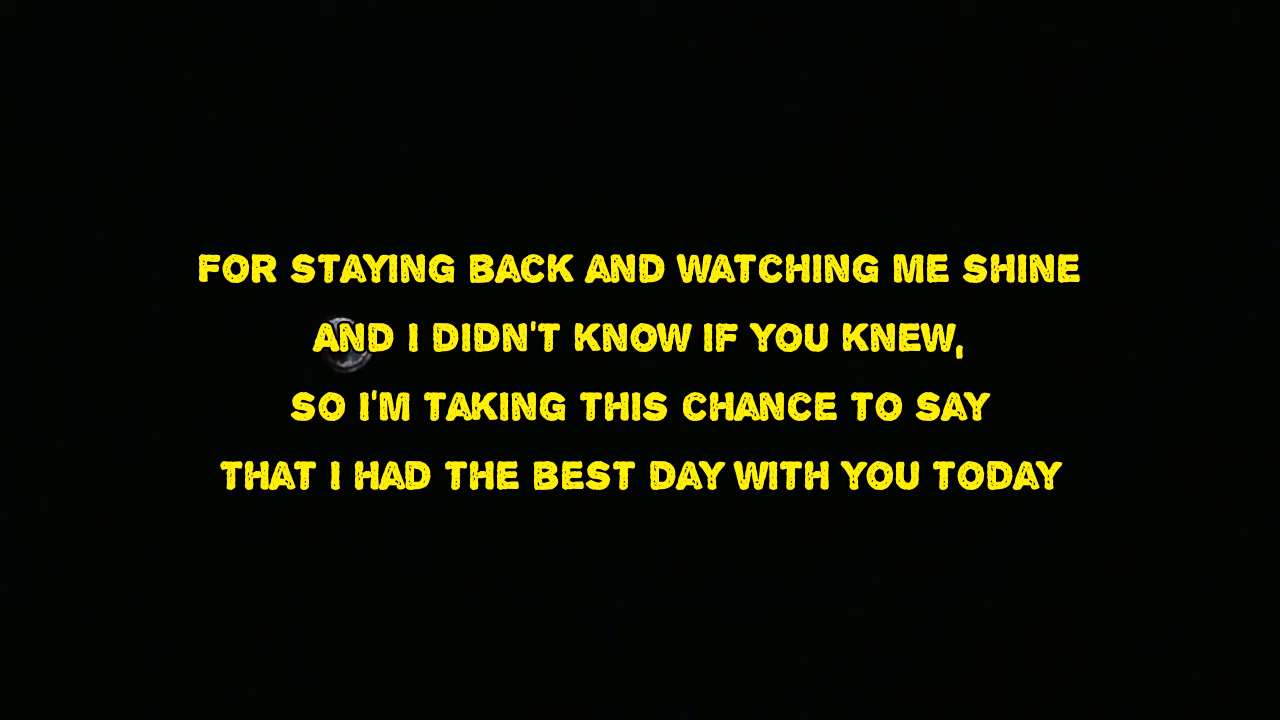 FOR STAYING BACK AND WATCHING ME SHINE
AND I DIDN'T KNOW IF YOU KNEW,
SO I'M TAKING THIS CHANCE TO SAY
THAT I HAD THE BEST DAY WITH YOU TODAY